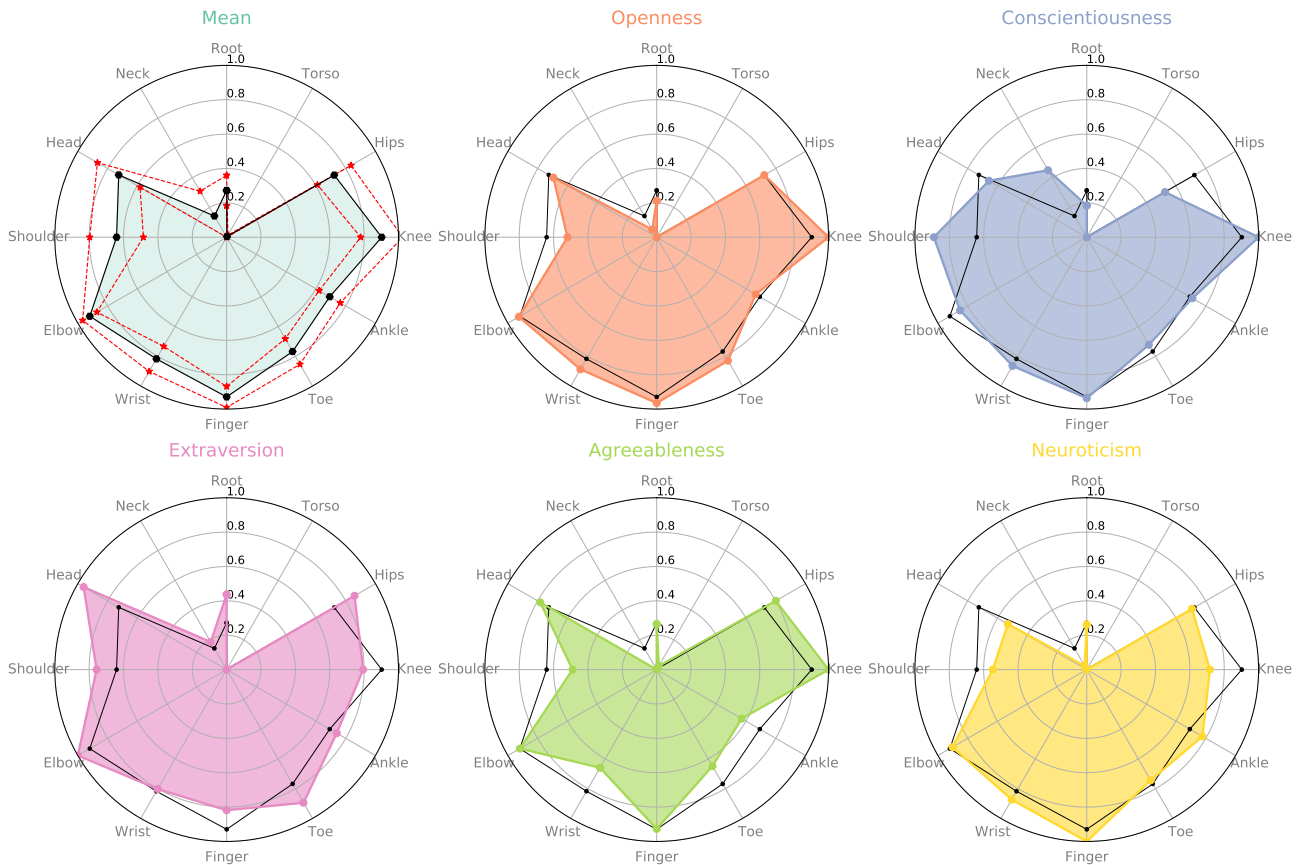 Mean
Root
1.0
Torso
Neck
0.8
0.6
Head
Hips
0.4
0.2
Shoulder
Knee
Elbow
Ankle
Wrist
Toe
Finger
Openness
Root
1.0
Torso
Neck
0.8
0.6
Head
Hips
0.4
0.2
Shoulder
Knee
Elbow
Ankle
Wrist
Toe
Finger
Conscientiousness
Root
1.0
Torso
Neck
0.8
0.6
Head
Hips
0.4
0.2
Shoulder
Knee
Elbow
Ankle
Wrist
Toe
Finger
Extraversion
Root
1.0
Torso
Neck
0.8
0.6
Head
Hips
0.4
0.2
Shoulder
Knee
Elbow
Ankle
Wrist
Toe
Finger
Agreeableness
Root
1.0
Torso
Neck
0.8
0.6
Head
Hips
0.4
0.2
Shoulder
Knee
Elbow
Ankle
Wrist
Toe
Finger
Neuroticism
Root
1.0
Torso
Neck
0.8
0.6
Head
Hips
0.4
0.2
Shoulder
Knee
Elbow
Ankle
Wrist
Toe
Finger